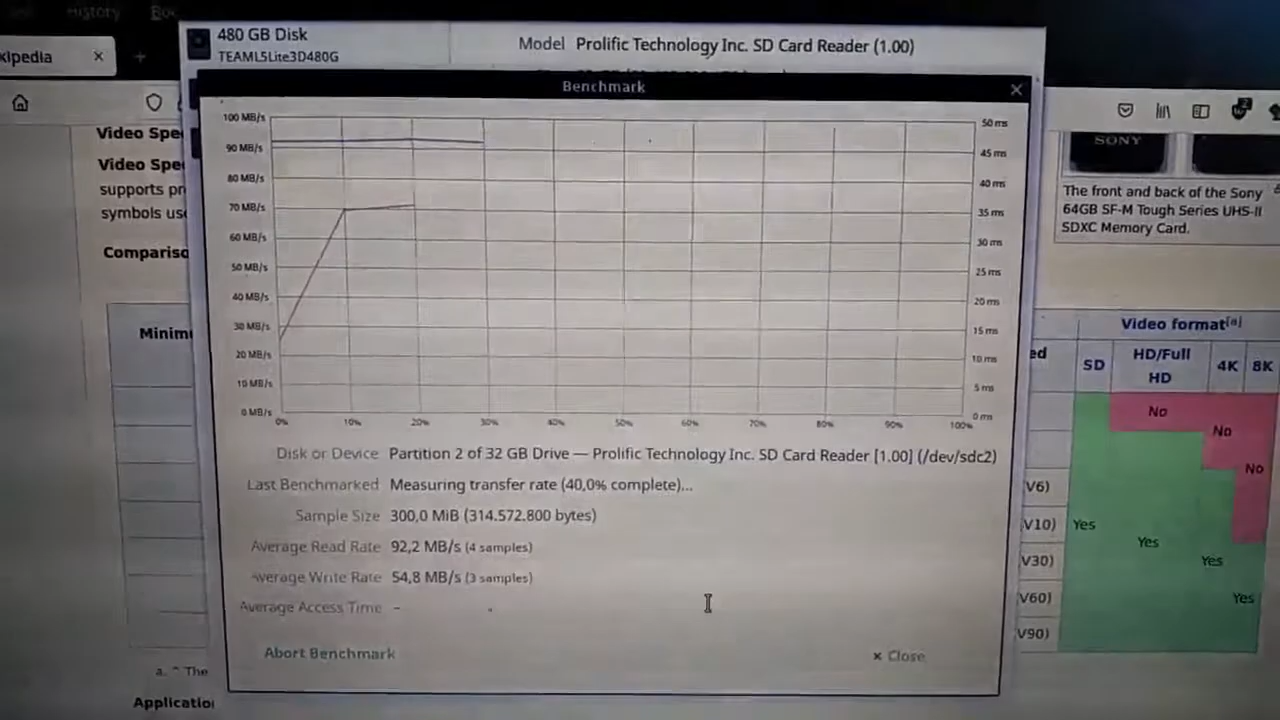 History
Boo
480 GB Disk
TEAML5Lite3D480G
Model Prolific Technology Inc. SD Card Reader (1.00)
kipedia
Benchmark
100 MB/s
90 MB/s
80 MB/s
70 MB/s
60 MB/s
50 MB/s
40 MB/s
30 MB/s
20 MB/s
10 MB/s
0 MB/s
50 ms
45 ms
40 ms
35 ms
30 ms
25 ms
20 ms
15 ms
10 ms
5 ms
0 ms
0% 10% 20% 30% 40% 50% 60% 70% 80% 90% 100%
Disk or Device Partition 2 of 32 GB Drive — Prolific Technology Inc. SD Card Reader [1.00] (/dev/sdc2)
Last Benchmarked Measuring transfer rate (40,0% complete)...
Sample Size 300,0 MiB (314.572.800 bytes)
Average Read Rate 92,2 MB/s (4 samples)
Average Write Rate 54,8 MB/s (3 samples)
Average Access Time –
Abort Benchmark
× Close
Video Spe
Video Spe
supports pr
symbols use
Compariso
Minim
a. ^ The
Applicatio
2
SONY
The front and back of the Sony
64GB SF-M Tough Series UHS-II
SDXC Memory Card.
Video format[a]
ed
SD
HD/Full
HD
4K
8K
No
No
No
V6)
V10)
V30)
V60)
V90)
Yes
Yes
Yes
Yes